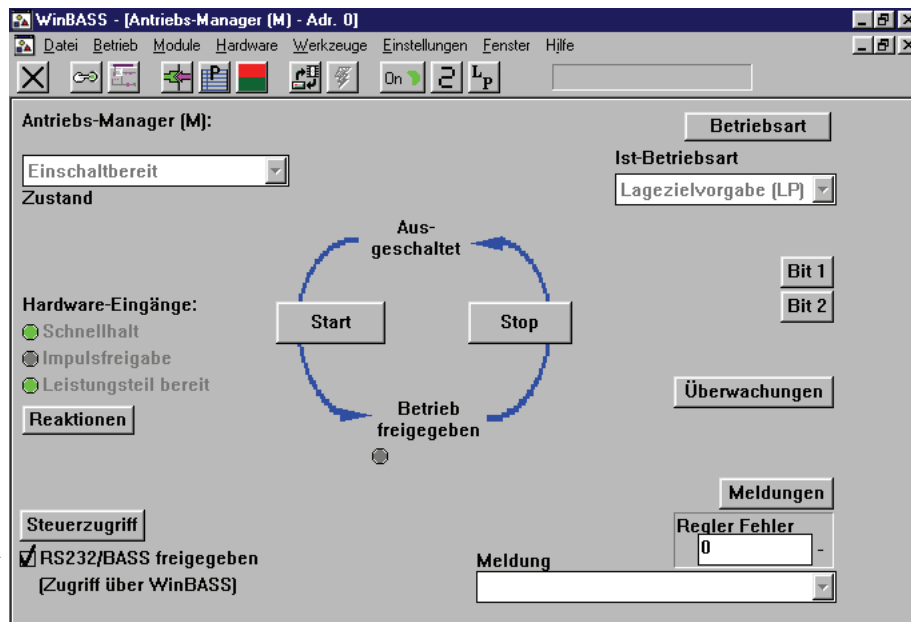 WinBASS - [Antriebs-Manager (M) - Adr. 0]
Datei Betrieb Module Hardware Werkzeuge Einstellungen Fenster Hilfe
P On 2 LP
Antriebs-Manager (M):
Betriebsart
Einschaltbereit
Zustand
Ist-Betriebsart
Lagezielvorgabe (LP)
Aus-
geschaltet
Bit 1
Bit 2
Hardware-Eingänge:
Schnellhalt
Impulsfreigabe
Leistungsteil bereit
Reaktionen
Start
Stop
Überwachungen
Betrieb
freigegeben
Meldungen
Steuerzugriff
Regler Fehler
0 -
RS232/BASS freigegeben
(Zugriff über WinBASS)
Meldung